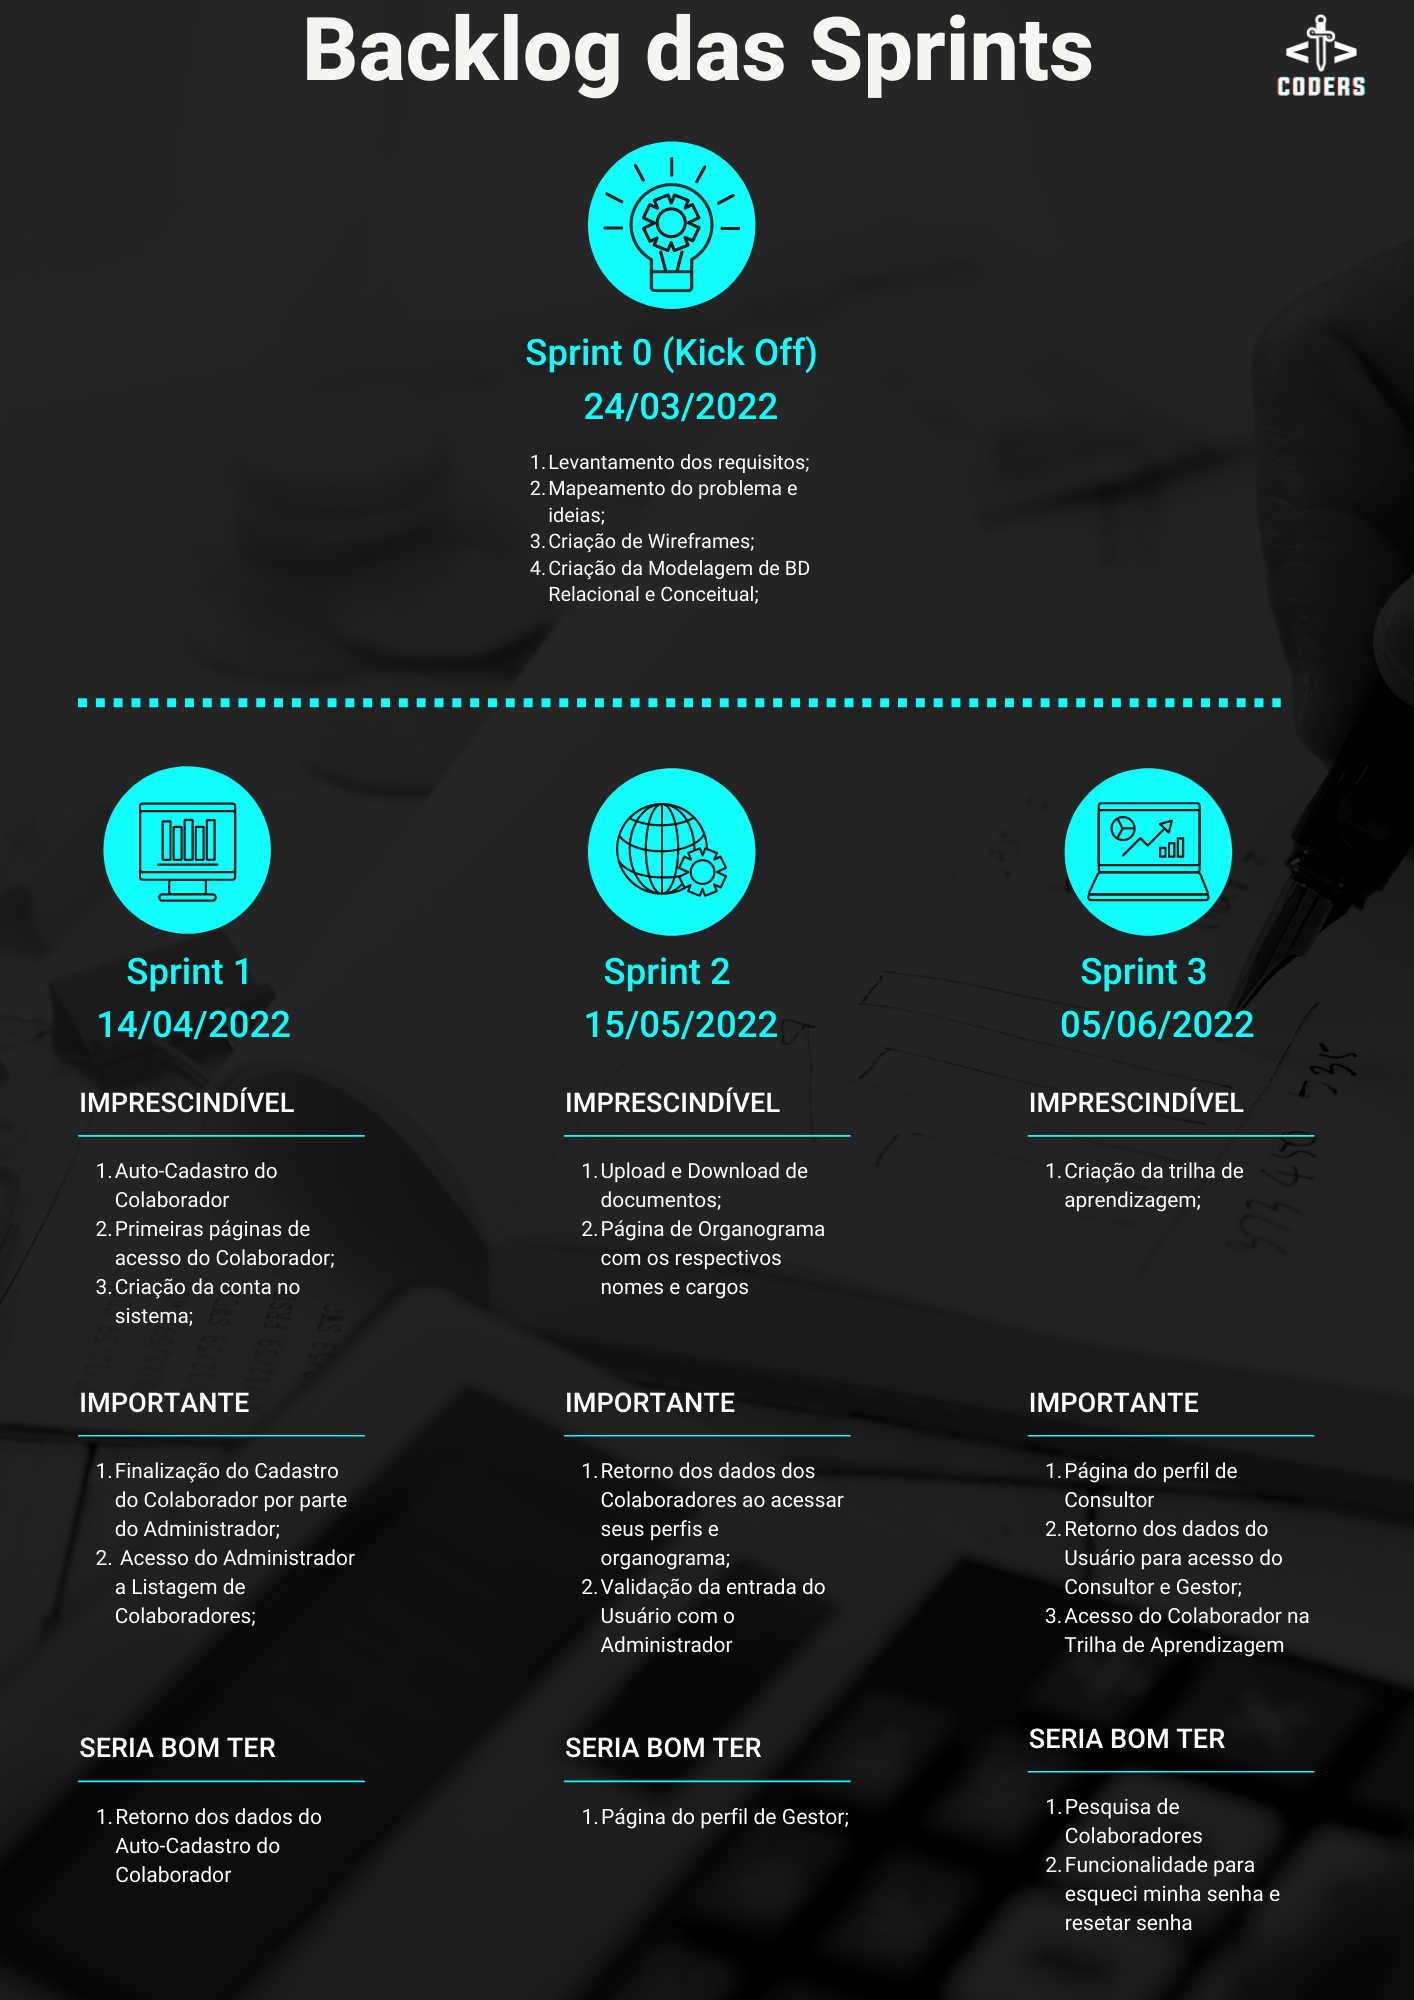 Backlog das Sprints
CODERS
Sprint 0 (Kick Off)
24/03/2022
1. Levantamento dos requisitos;
2. Mapeamento do problema e
ideias;
3. Criação de Wireframes;
4. Criação da Modelagem de BD
Relacional e Conceitual;
Sprint 1
14/04/2022
IMPRESCINDÍVEL
1. Auto-Cadastro do
Colaborador
2. Primeiras páginas de
acesso do Colaborador;
3. Criação da conta no
sistema;
IMPORTANTE
1. Finalização do Cadastro
do Colaborador por parte
do Administrador;
2. Acesso do Administrador
a Listagem de
Colaboradores;
SERIA BOM TER
1. Retorno dos dados do
Auto-Cadastro do
Colaborador
Sprint 2
15/05/2022
IMPRESCINDÍVEL
1. Upload e Download de
documentos;
2. Página de Organograma
com os respectivos
nomes e cargos
IMPORTANTE
1. Retorno dos dados dos
Colaboradores ao acessar
seus perfis e
organograma;
2. Validação da entrada do
Usuário com o
Administrador
SERIA BOM TER
1. Página do perfil de Gestor;
Sprint 3
05/06/2022
IMPRESCINDÍVEL
1. Criação da trilha de
aprendizagem;
IMPORTANTE
1. Página do perfil de
Consultor
2. Retorno dos dados do
Usuário para acesso do
Consultor e Gestor;
3. Acesso do Colaborador na
Trilha de Aprendizagem
SERIA BOM TER
1. Pesquisa de
Colaboradores
2. Funcionalidade para
esqueci minha senha e
resetar senha